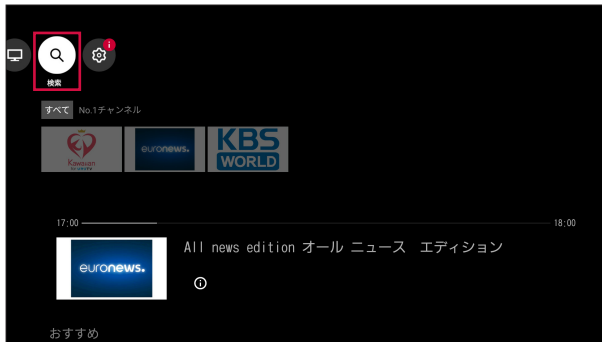 検索
すべて No.1チャンネル
Kawaiian
euronews.
KBS
WORLD
17:00 18:00
All news edition オール ニュース エディション
euronews.
おすすめ